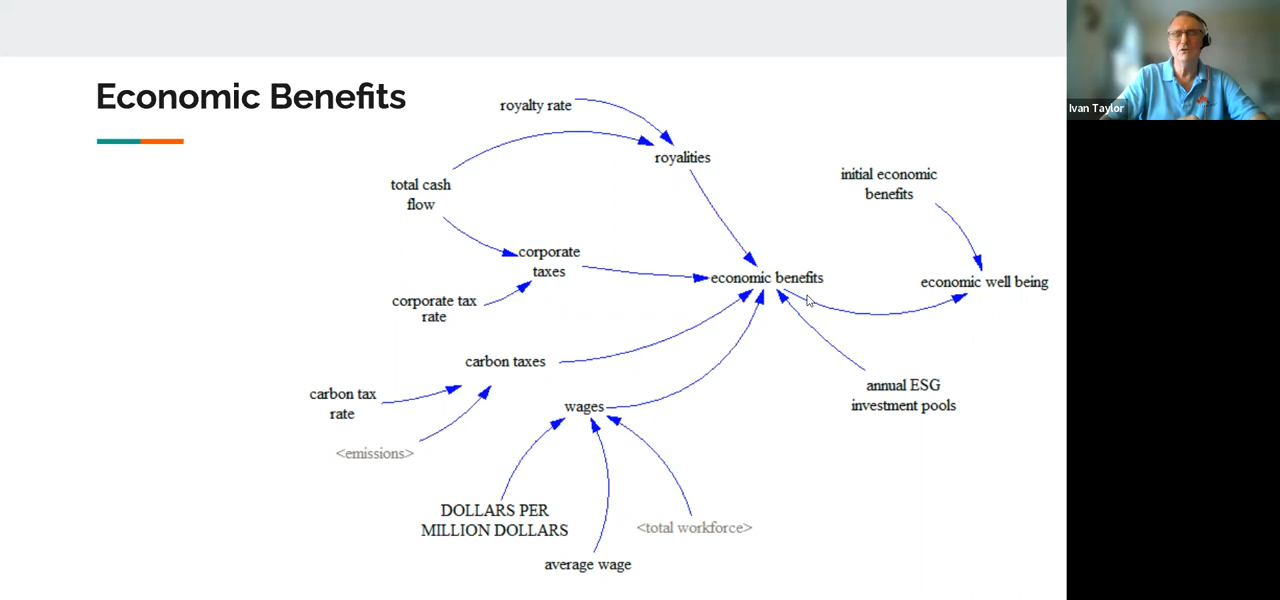 Economic Benefits
royalty rate
royalities
total cash
flow
initial economic
benefits
corporate
taxes
economic benefits
economic well being
corporate tax
rate
carbon taxes
carbon tax
rate
annual ESG
investment pools
wages
<emissions>
DOLLARS PER
MILLION DOLLARS
<total workforce>
average wage
Ivan Taylor